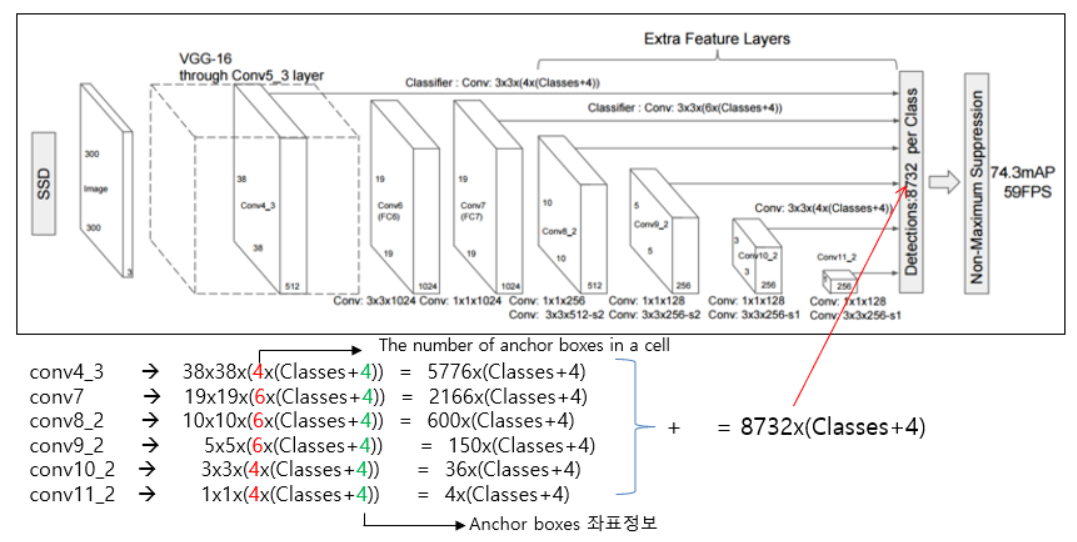 Extra Feature Layers
VGG-16
through Conv5_3 layer
Classifier : Conv: 3x3x(4x(Classes+4))
Classifier : Conv: 3x3x(6x(Classes+4))
SSD
300
Image
300
3
38
Conv4_3
38
512
19
Conv6
(FC6)
19
1024
19
Conv7
(FC7)
19
1024
10
Conv8_2
10
512
5
Conv9_2
5
256
Conv: 3x3x(4x(Classes+4))
3
Conv10_2
3
256
Conv11_2
256
Detections:8732 per Class
Non-Maximum Suppression
74.3mAP
59FPS
Conv: 3x3x1024
Conv: 1x1x1024
Conv: 1x1x256
Conv: 3x3x512-s2
Conv: 1x1x128
Conv: 3x3x256-s2
Conv: 1x1x128
Conv: 3x3x256-s1
Conv: 1x1x128
Conv: 3x3x256-s1
The number of anchor boxes in a cell
conv4_3 → 38x38x(4x(Classes+4)) = 5776x(Classes+4)
conv7 → 19x19x(6x(Classes+4)) = 2166x(Classes+4)
conv8_2 → 10x10x(6x(Classes+4)) = 600x(Classes+4)
conv9_2 → 5x5x(6x(Classes+4)) = 150x(Classes+4)
conv10_2 → 3x3x(4x(Classes+4)) = 36x(Classes+4)
conv11_2 → 1x1x(4x(Classes+4)) = 4x(Classes+4)
+ = 8732x(Classes+4)
Anchor boxes 좌표정보